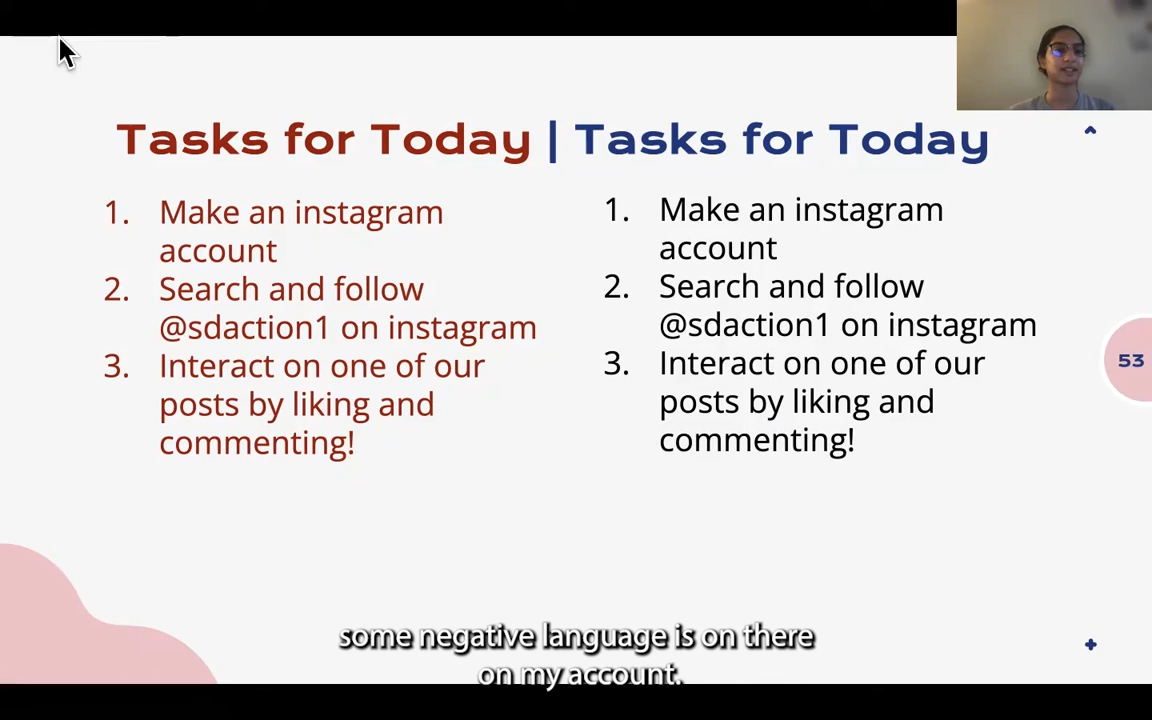 Tasks for Today | Tasks for Today
1. Make an instagram
account
2. Search and follow
@sdaction1 on instagram
3. Interact on one of our
posts by liking and
commenting!
1. Make an instagram
account
2. Search and follow
@sdaction1 on instagram
3. Interact on one of our
posts by liking and
commenting!
53
some negative language is on there
on my account.